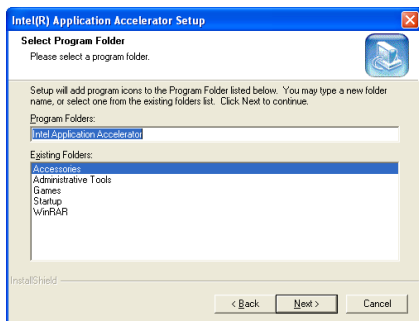 Intel(R) Application Accelerator Setup
Select Program Folder
Please select a program folder.
Setup will add program icons to the Program Folder listed below. You may type a new folder
name, or select one from the existing folders list. Click Next to continue.
Program Folders:
Intel Application Accelerator
Existing Folders:
Accessories
Administrative Tools
Games
Startup
WinRAR
InstallShield
< Back
Next >
Cancel